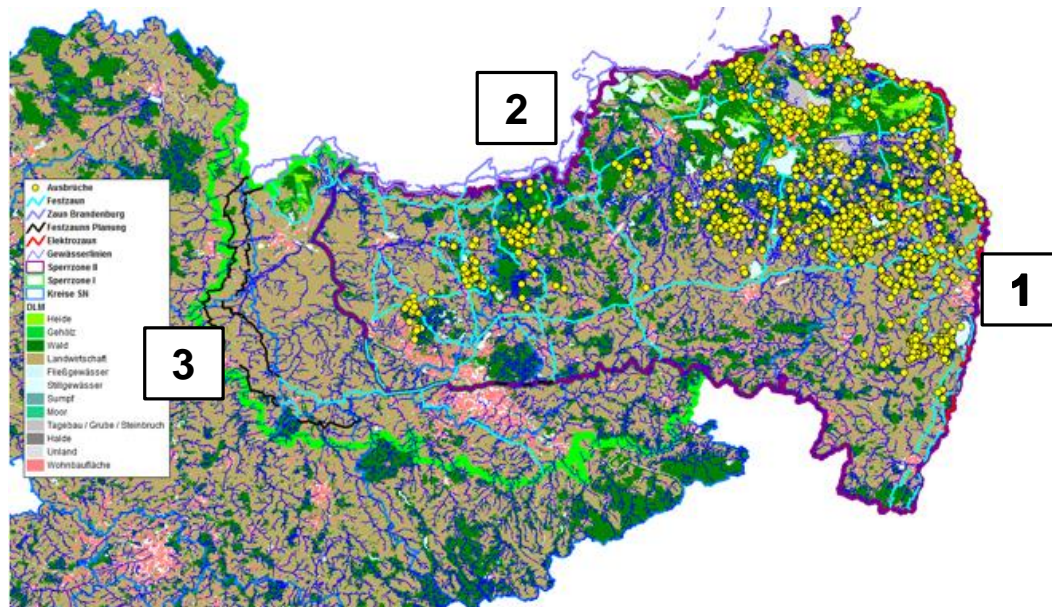 2
1
3
Ausbrüche
Festzaun
Zaun Brandenburg
Festzauns Planung
Elektrozaun
Gewässerlinien
Sperrzone II
Sperrzone I
Kreise SN
DLM
Heide
Gehölz
Wald
Landwirtschaft
Fließgewässer
Stillgewässer
Sumpf
Moor
Tagebau / Grube / Steinbruch
Halde
Unland
Wohnbaufläche